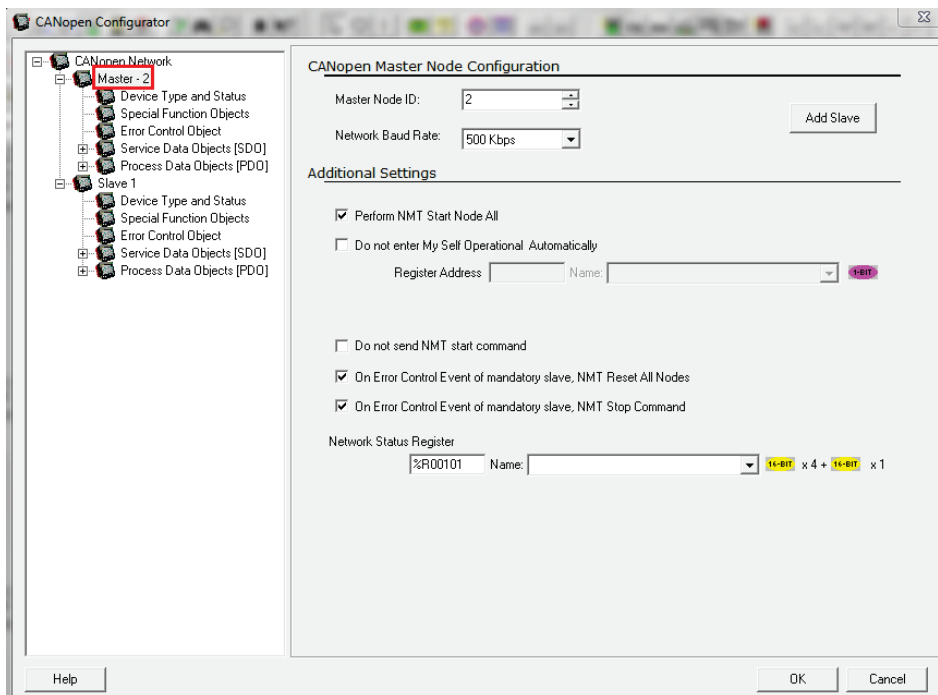 CANopen Configurator
CANopen Network
Master - 2
Device Type and Status
Special Function Objects
Error Control Object
Service Data Objects [SDO]
Process Data Objects [PDO]
Slave 1
Device Type and Status
Special Function Objects
Error Control Object
Service Data Objects [SDO]
Process Data Objects [PDO]
CANopen Master Node Configuration
Master Node ID: 2
Add Slave
Network Baud Rate: 500 Kbps
Additional Settings
Perform NMT Start Node All
Do not enter My Self Operational Automatically
Register Address Name: 1-BIT
Do not send NMT start command
On Error Control Event of mandatory slave, NMT Reset All Nodes
On Error Control Event of mandatory slave, NMT Stop Command
Network Status Register
%R00101 Name: 16-BIT x 4 + 16-BIT x 1
Help OK Cancel